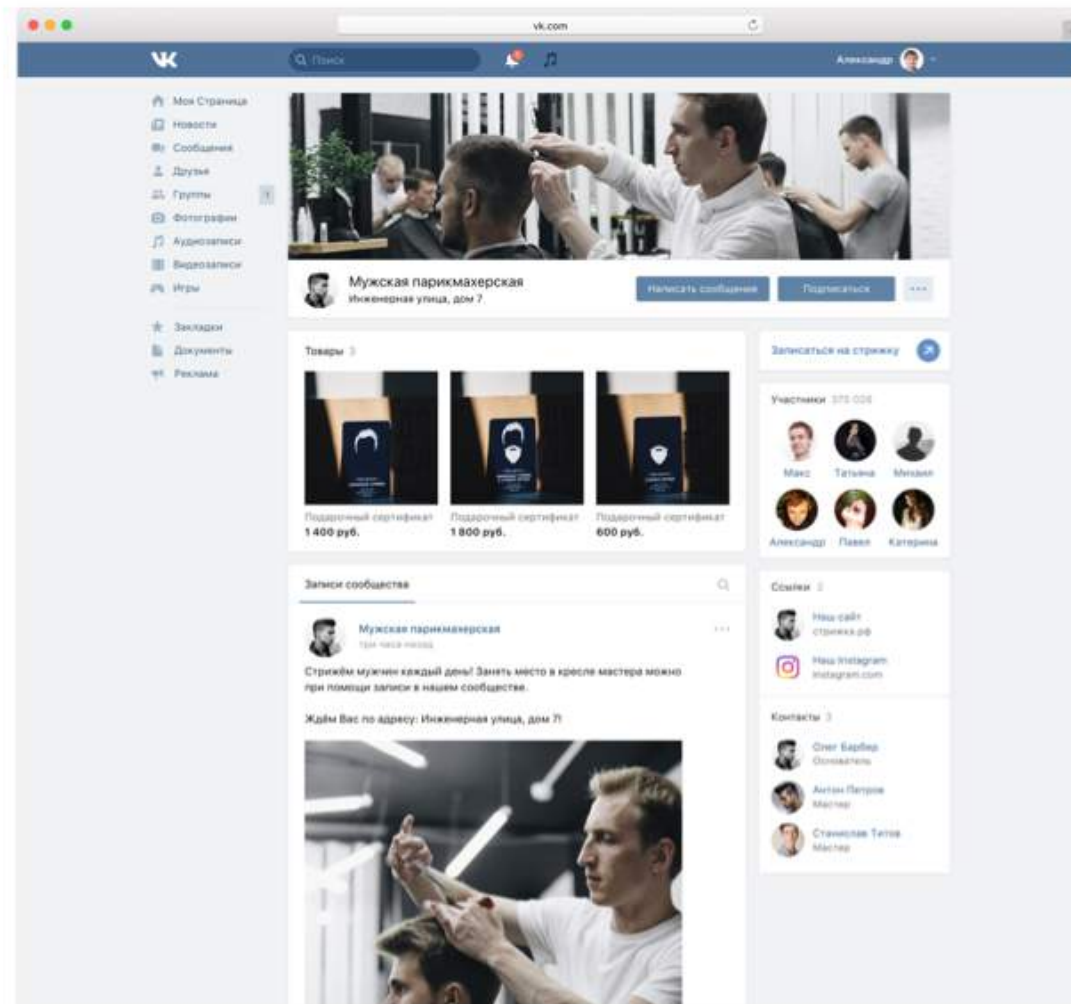 vk.com
Поиск
Александр
Моя Страница
Новости
Сообщения
Друзья
Группы
1
Фотографии
Аудиозаписи
Видеозаписи
Игры
Закладки
Документы
Реклама
Мужская парикмахерская
Инженерная улица, дом 7
Написать сообщение
Подписаться
Товары 3
Подарочный сертификат
1 400 руб.
Подарочный сертификат
1 800 руб.
Подарочный сертификат
600 руб.
Записи сообщества
Мужская парикмахерская
три часа назад
Стрижём мужчин каждый день! Занять место в кресле мастера можно
при помощи записи в нашем сообществе.
Ждём Вас по адресу: Инженерная улица, дом 7!
Записаться на стрижку
Участники 370 028
Макс Татьяна Михаил
Александр Павел Катерина
Ссылки
Наш сайт
стрижка.рф
Наш Instagram
instagram.com
Контакты 3
Олег Барбер
Основатель
Антон Петров
Мастер
Станислав Титов
Мастер